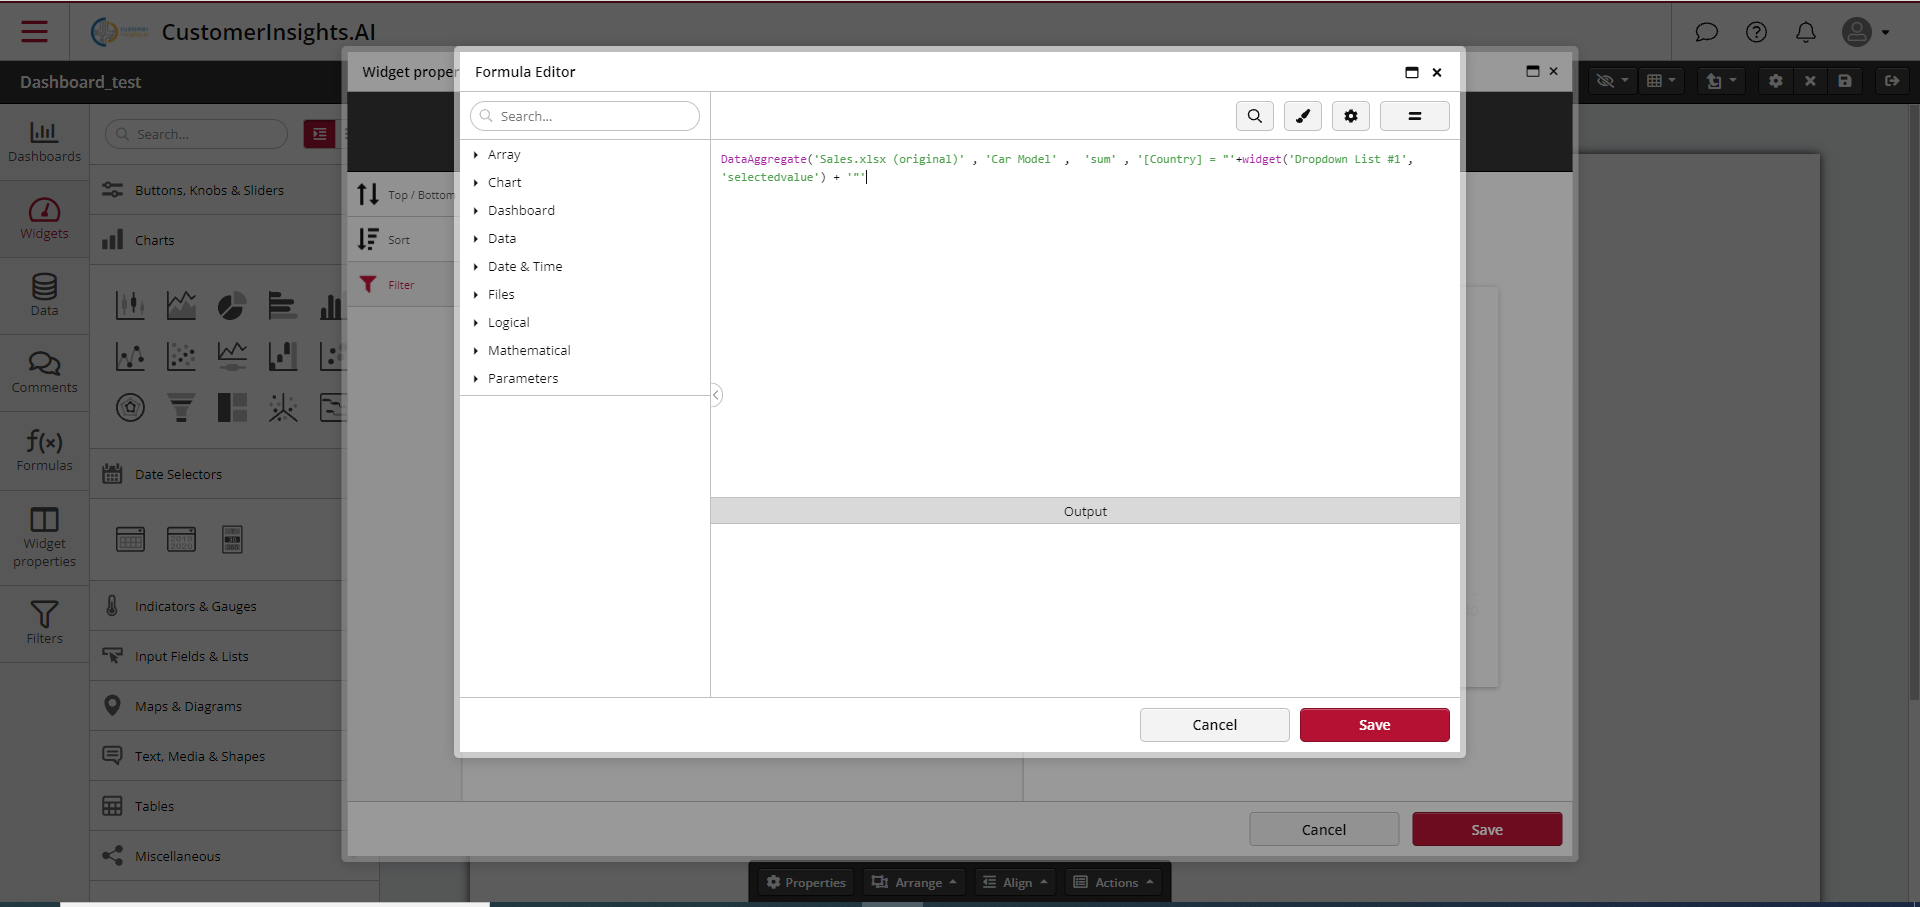 CustomerInsights.AI
Dashboard_test
Dashboards
Widgets
Data
Comments
Formulas
Widget
properties
Filters
Search...
Buttons, Knobs & Sliders
Charts
Date Selectors
Indicators & Gauges
Input Fields & Lists
Maps & Diagrams
Text, Media & Shapes
Tables
Miscellaneous
Widget proper
Top / Bottom
Sort
Filter
Formula Editor
Search...
Array
Chart
Dashboard
Data
Date & Time
Files
Logical
Mathematical
Parameters
DataAggregate('Sales.xlsx (original)' , 'Car Model' ,  'sum' , '[Country] = "'+widget('Dropdown List #1',
'selectedvalue') + '"'
Output
Cancel
Save
Cancel
Save
Properties
Arrange
Align
Actions